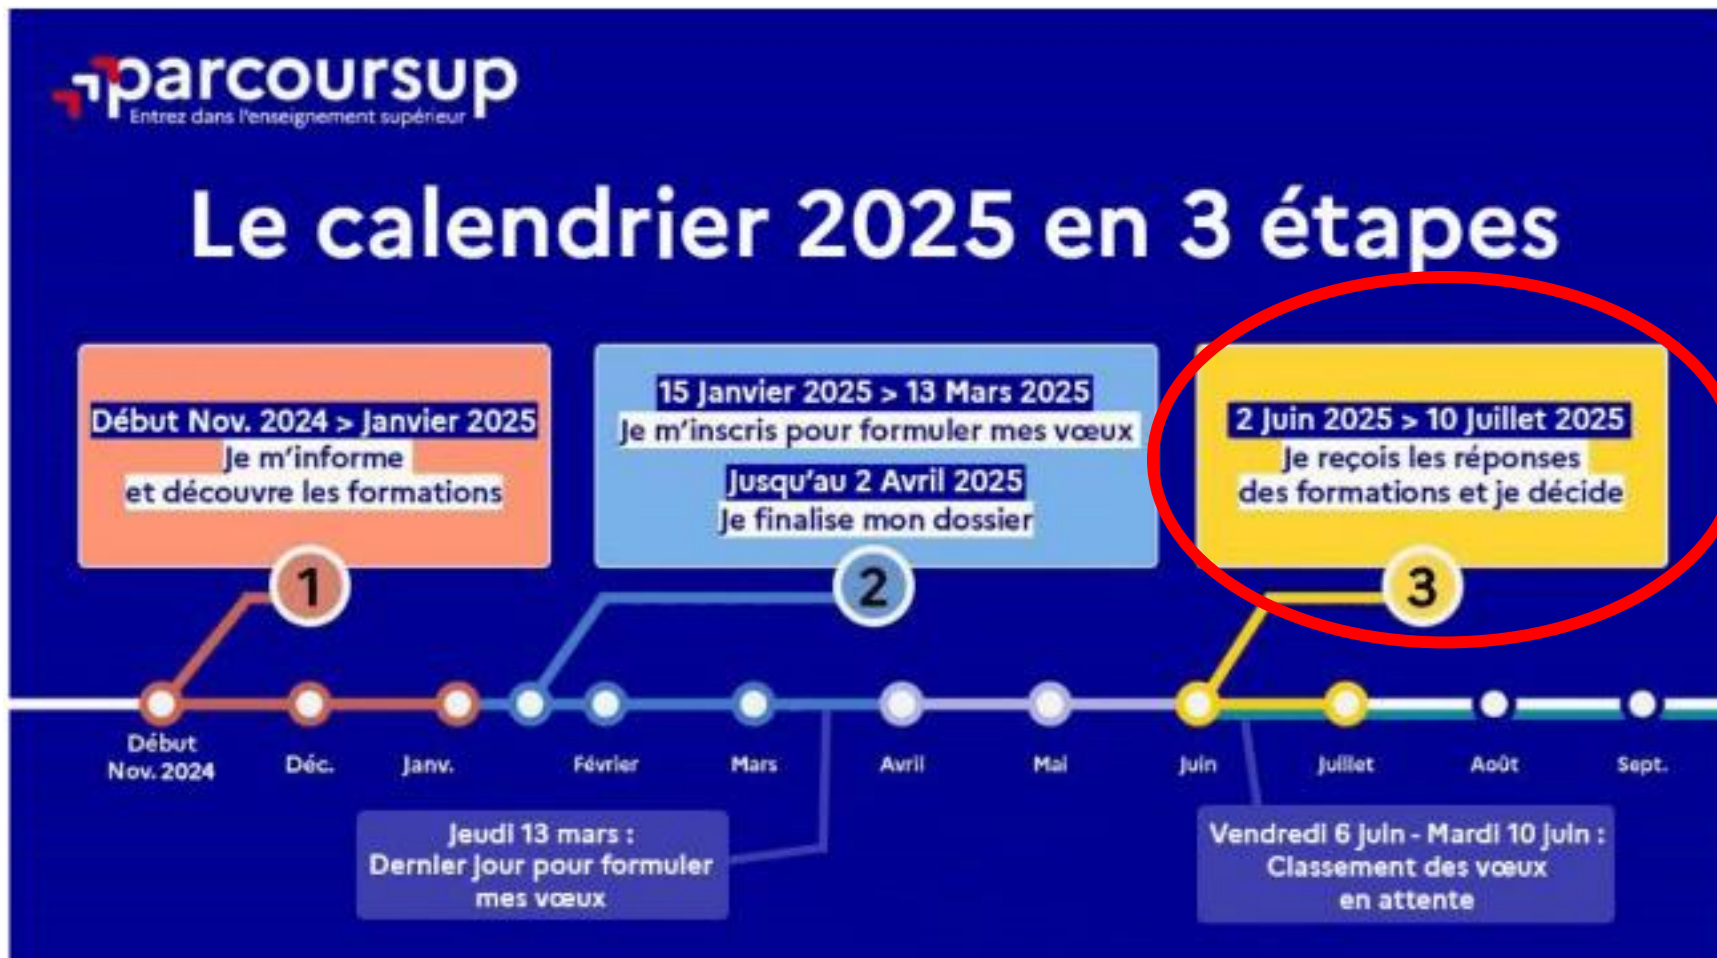 parcoursup
Entrez dans l'enseignement supérieur
Le calendrier 2025 en 3 étapes
Début Nov. 2024 > Janvier 2025
Je m'informe
et découvre les formations
1
15 Janvier 2025 > 13 Mars 2025
Je m'inscris pour formuler mes vœux
Jusqu'au 2 Avril 2025
Je finalise mon dossier
2
2 Juin 2025 > 10 Juillet 2025
Je reçois les réponses
des formations et je décide
3
Début
Nov. 2024
Déc.
Janv.
Février
Mars
Avril
Mai
Juin
Juillet
Août
Sept.
Jeudi 13 mars :
Dernier jour pour formuler
mes vœux
Vendredi 6 juin - Mardi 10 juin :
Classement des vœux
en attente